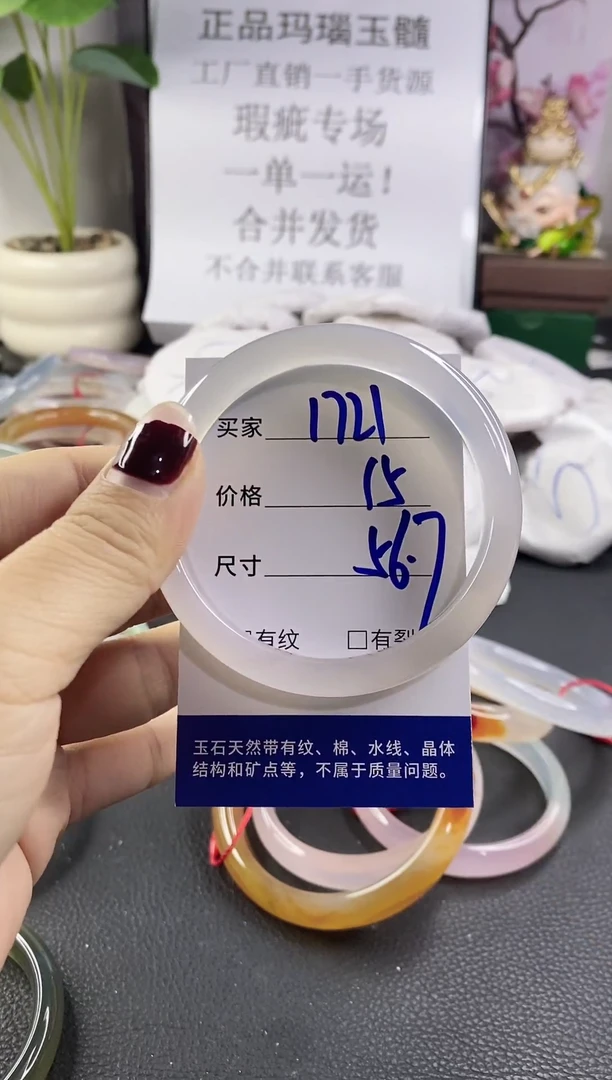 正品玛瑙玉髓
工厂直销一手货源
瑕疵专场
一单一运！
合并发货
不合并联系客服
买家 1721
价格 15
尺寸 56.7
□有纹 □有裂
玉石天然带有纹、棉、水线、晶体
结构和矿点等，不属于质量问题。